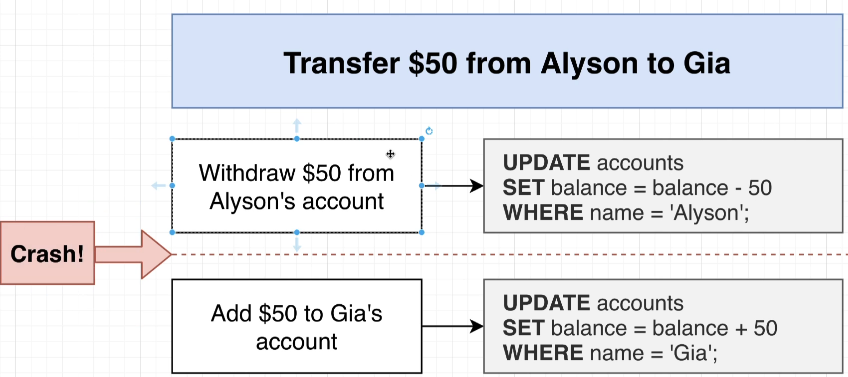 Transfer $50 from Alyson to Gia
Withdraw $50 from
Alyson's account
UPDATE accounts
SET balance = balance - 50
WHERE name = 'Alyson';
Crash!
Add $50 to Gia's
account
UPDATE accounts
SET balance = balance + 50
WHERE name = 'Gia';